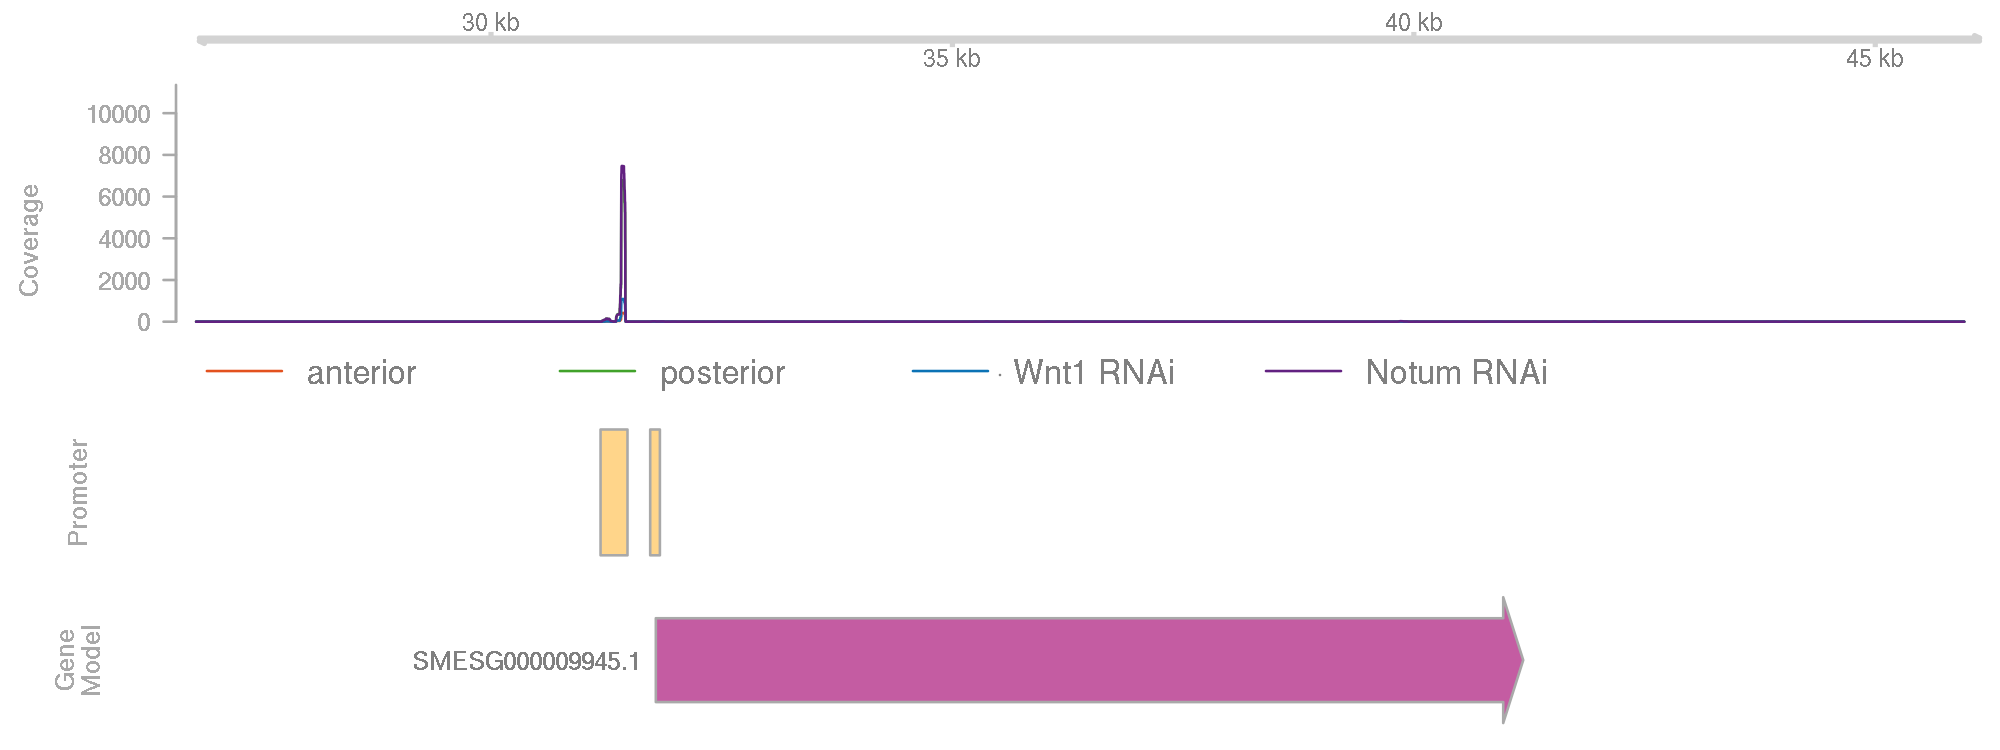 30 kb
40 kb
35 kb
45 kb
Coverage
10000
8000
6000
4000
2000
0
anterior
posterior
Wnt1 RNAi
Notum RNAi
Promoter
Gene
Model
SMESG000009945.1